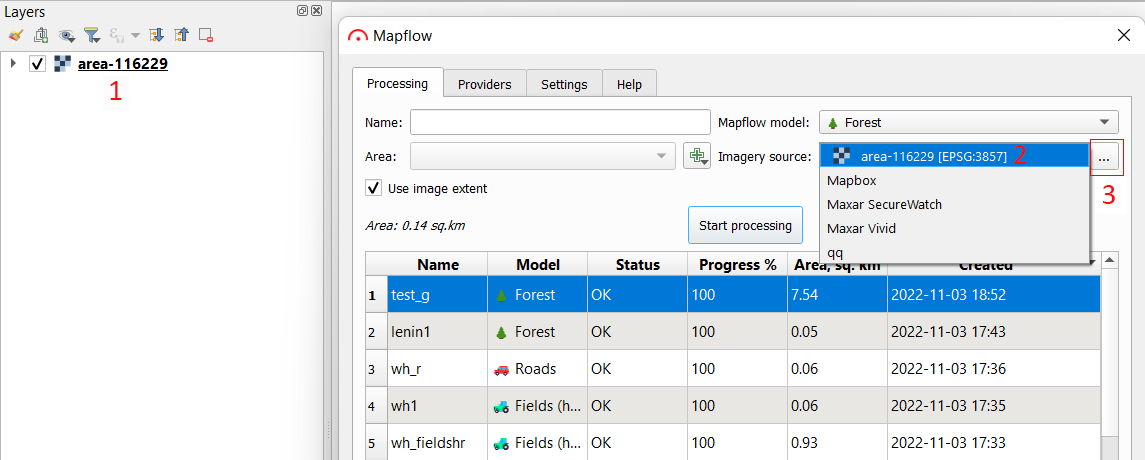 Layers
area-116229
1
Mapflow
Processing
Providers
Settings
Help
Name:
Mapflow model:
Forest
Area:
Imagery source:
area-116229 [EPSG:3857]
2
...
3
Mapbox
Maxar SecureWatch
Maxar Vivid
qq
Use image extent
Area: 0.14 sq.km
Start processing
Name Model Status Progress % Area, sq. km Created
1 test_g Forest OK 100 7.54 2022-11-03 18:52
2 lenin1 Forest OK 100 0.05 2022-11-03 17:43
3 wh_r Roads OK 100 0.06 2022-11-03 17:36
4 wh1 Fields (h... OK 100 0.06 2022-11-03 17:35
5 wh_fieldshr Fields (h... OK 100 0.93 2022-11-03 17:33